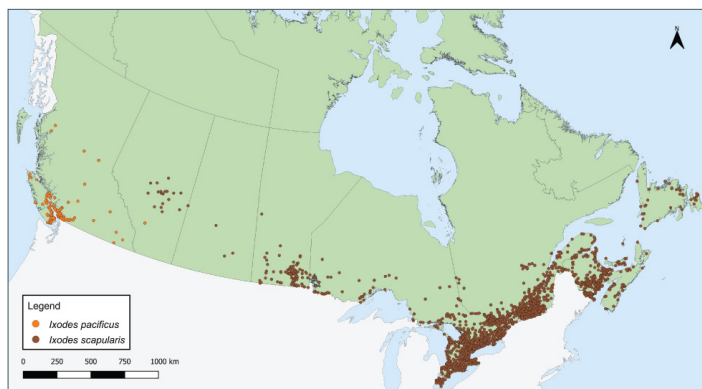 N
Legend
Ixodes pacificus
Ixodes scapularis
0 250 500 750 1000 km